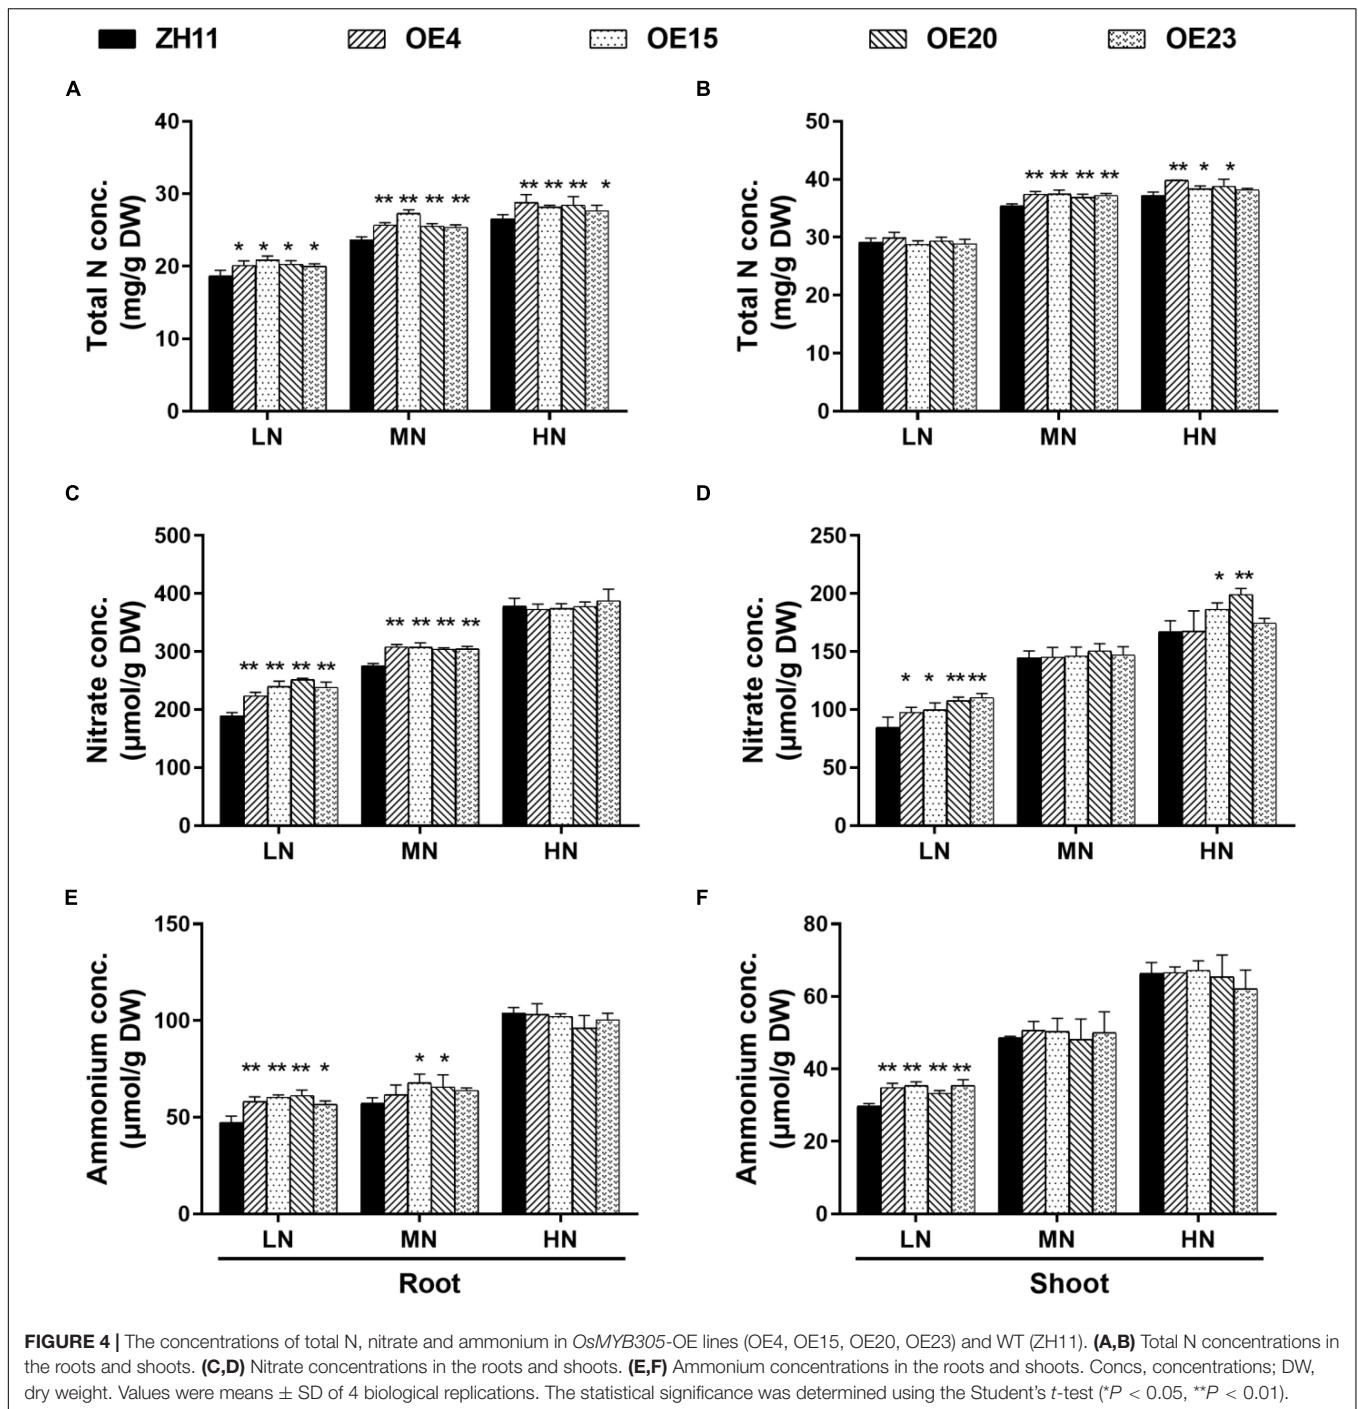 ZH11 OE4 OE15 OE20 OE23
A
Total N conc.
(mg/g DW)
40
30
20
10
0
* * * *
** ** ** **
** ** ** *
LN MN HN
B
Total N conc.
(mg/g DW)
50
40
30
20
10
0
** ** ** **
** * *
LN MN HN
C
Nitrate conc.
(µmol/g DW)
500
400
300
200
100
0
** ** ** **
** ** ** **
LN MN HN
D
Nitrate conc.
(µmol/g DW)
250
200
150
100
50
0
* * ** **
* **
LN MN HN
E
Ammonium conc.
(µmol/g DW)
150
100
50
0
** ** ** *
* *
LN MN HN
Root
F
Ammonium conc.
(µmol/g DW)
80
60
40
20
0
** ** ** **
LN MN HN
Shoot
FIGURE 4 | The concentrations of total N, nitrate and ammonium in OsMYB305-OE lines (OE4, OE15, OE20, OE23) and WT (ZH11). (A,B) Total N concentrations in
the roots and shoots. (C,D) Nitrate concentrations in the roots and shoots. (E,F) Ammonium concentrations in the roots and shoots. Concs, concentrations; DW,
dry weight. Values were means ± SD of 4 biological replications. The statistical significance was determined using the Student's t-test (*P < 0.05, **P < 0.01).